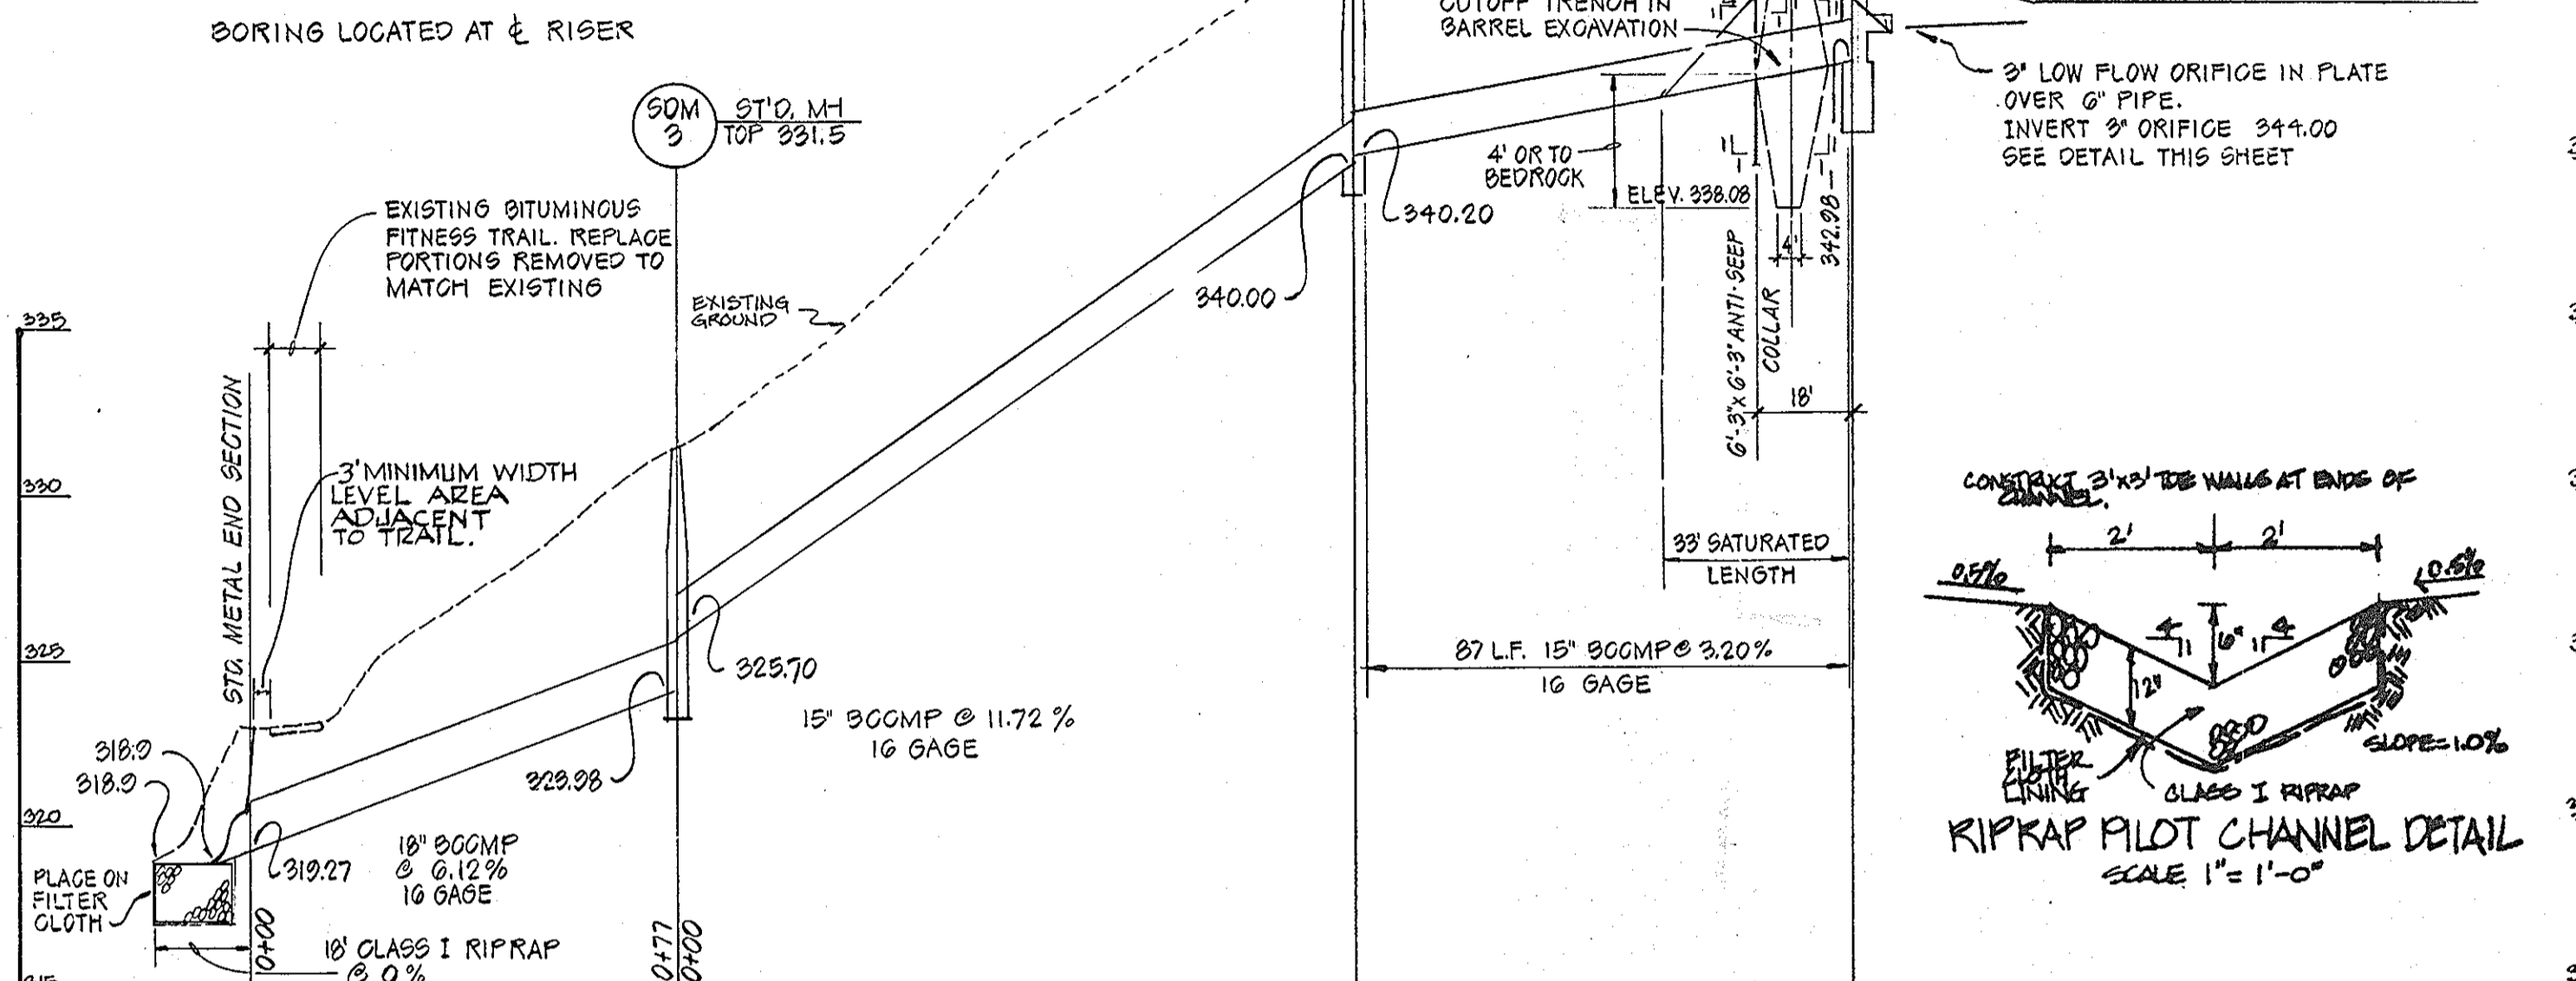 BORING LOCATED AT ℄ RISER
SDM
3
ST'D. MH
TOP 331.5
EXISTING BITUMINOUS
FITNESS TRAIL. REPLACE
PORTIONS REMOVED TO
MATCH EXISTING
EXISTING
GROUND
335
330
325
320
315
STD. METAL END SECTION
3' MINIMUM WIDTH
LEVEL AREA
ADJACENT
TO TRAIL.
318.9
318.9
PLACE ON
FILTER
CLOTH
319.27
18" BCCMP
@ 6.12%
16 GAGE
18' CLASS I RIPRAP
@ 0%
0+00
0+77
0+00
323.98
325.70
15" BCCMP @ 11.72%
16 GAGE
340.00
340.20
CUTOFF TRENCH IN
BARREL EXCAVATION
4' OR TO
BEDROCK
ELEV. 338.08
6'-3" x 6'-3" ANTI-SEEP
COLLAR
4'
342.98
18'
33' SATURATED
LENGTH
87 L.F. 15" BCCMP @ 3.20%
16 GAGE
3" LOW FLOW ORIFICE IN PLATE
OVER 6" PIPE.
INVERT 3" ORIFICE 344.00
SEE DETAIL THIS SHEET
CONSTRUCT 3'x3' TOE WALLS AT ENDS OF
CHANNEL.
2'
2'
0.5%
0.5%
4
1
6"
1
4
12"
SLOPE=1.0%
FILTER
CLOTH
LINING
CLASS I RIPRAP
RIPRAP PILOT CHANNEL DETAIL
SCALE 1" = 1'-0"